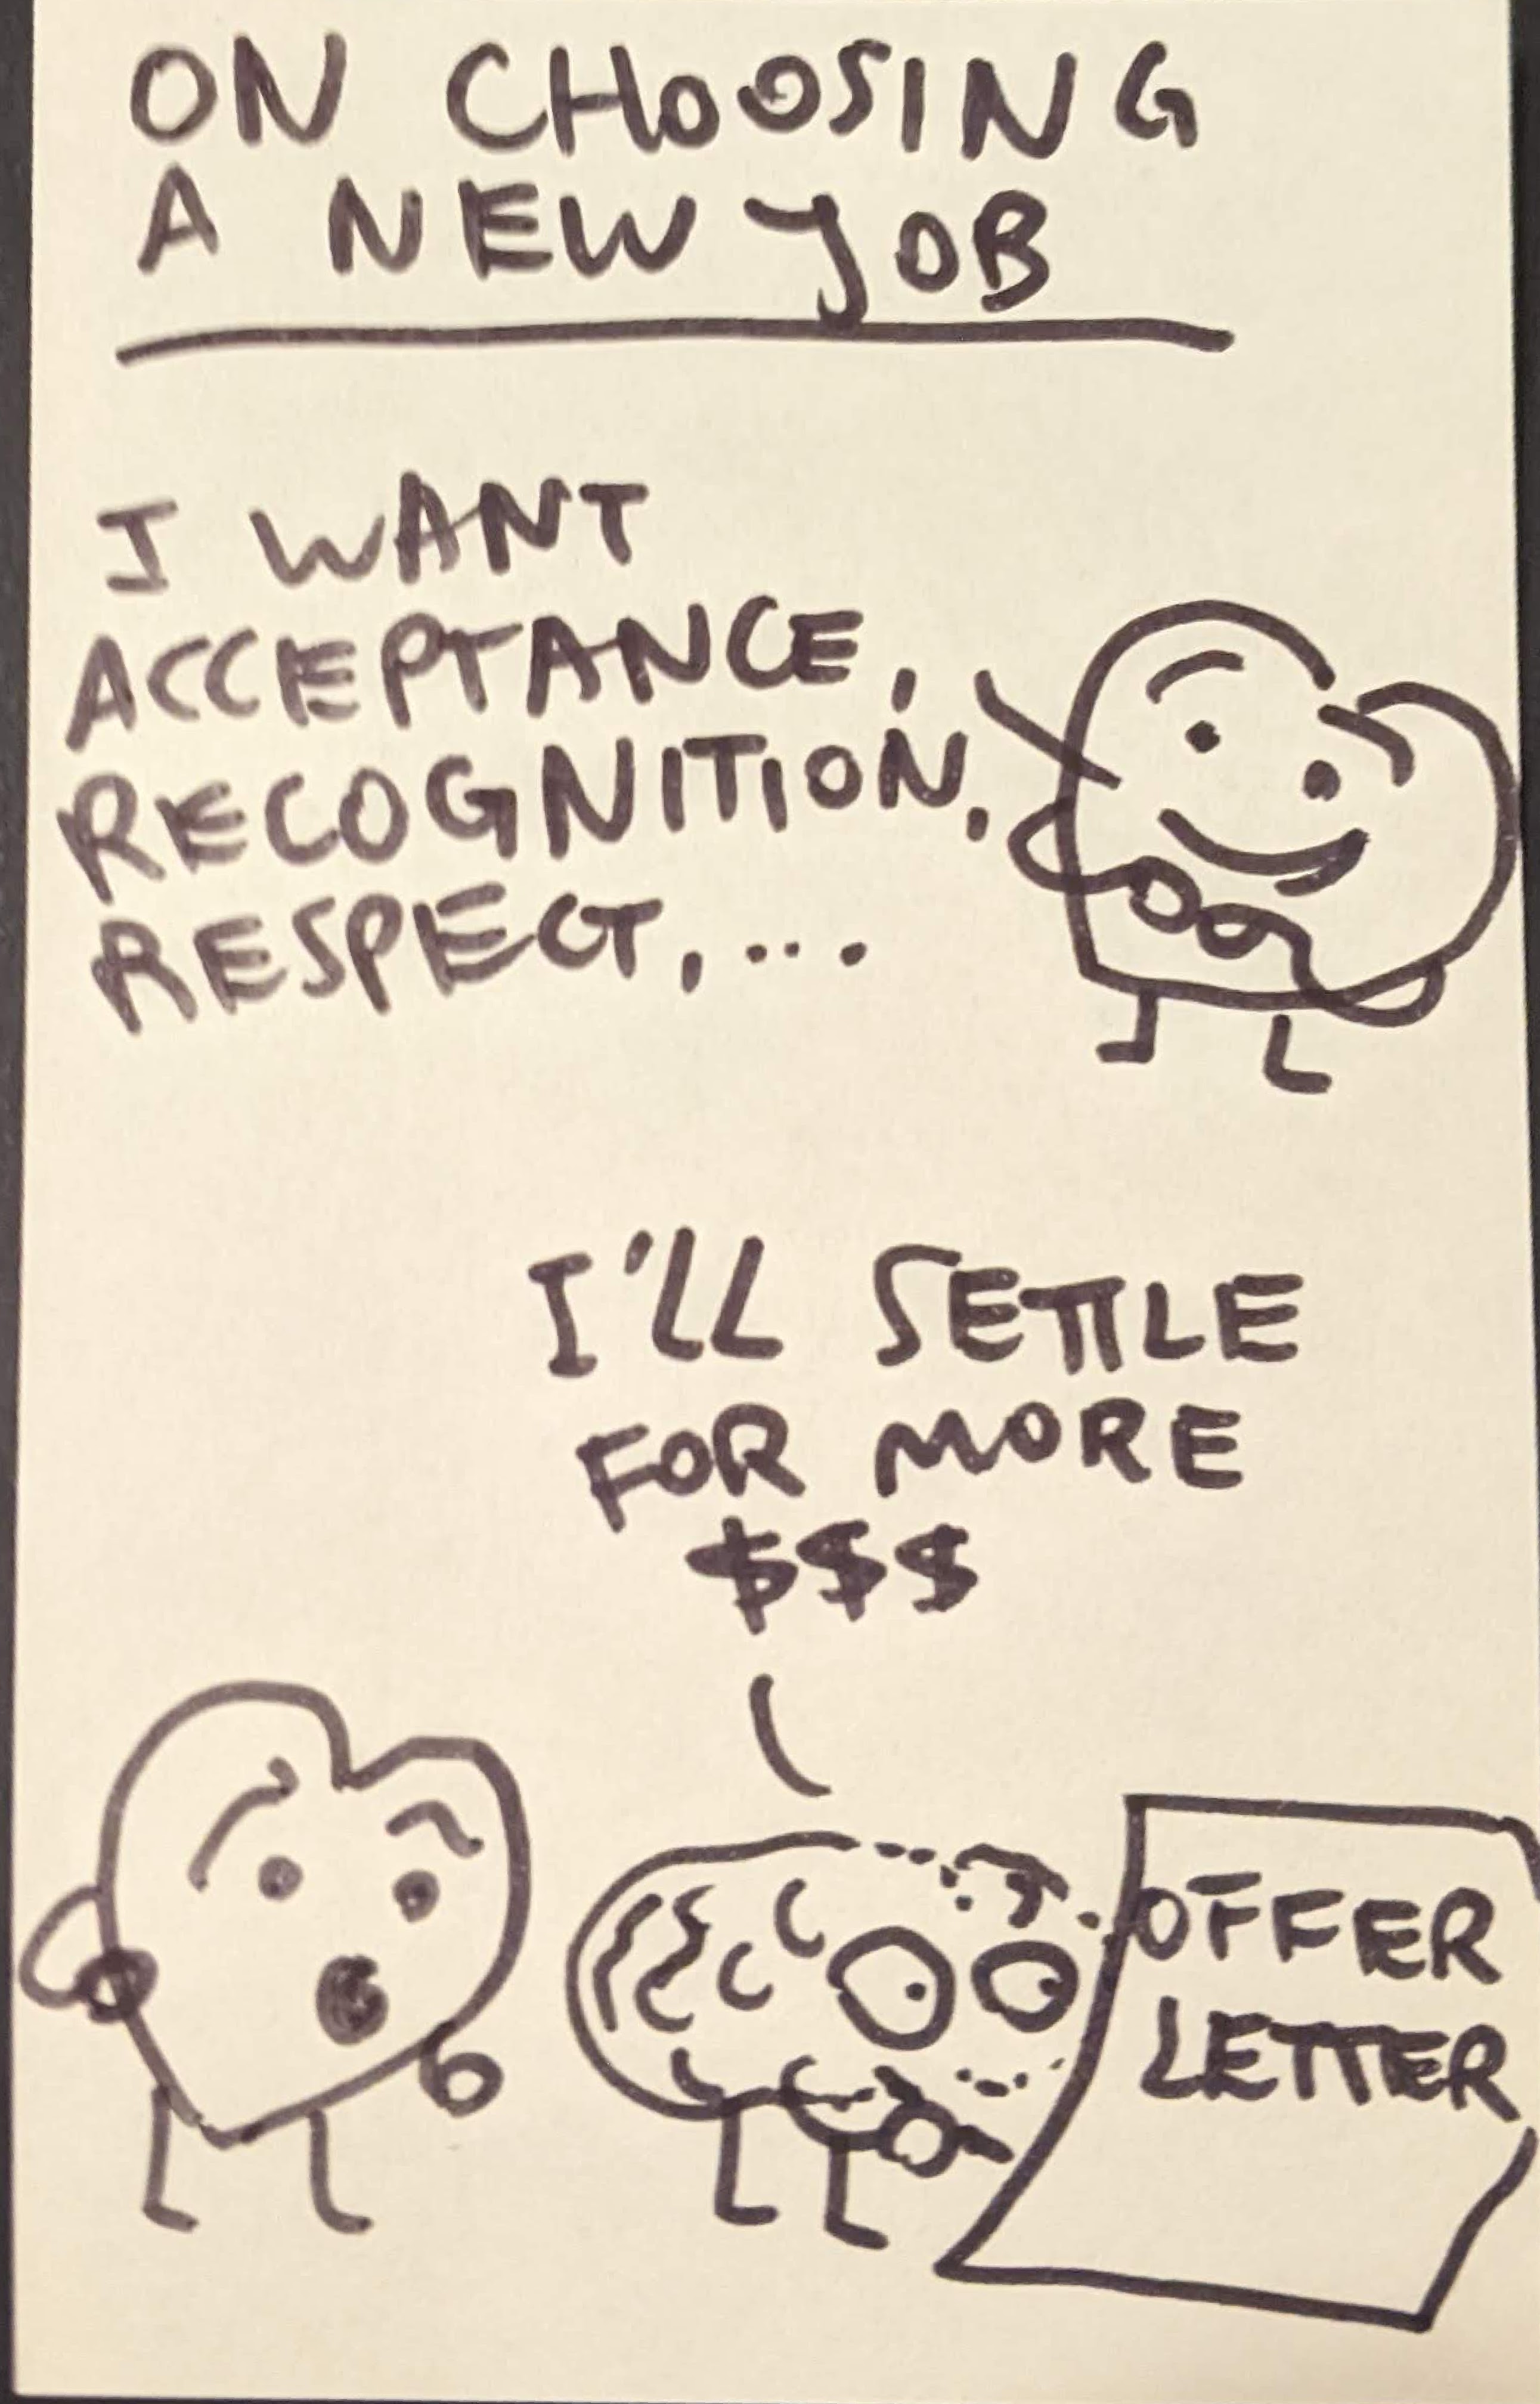 ON CHOOSING
A NEW JOB
I WANT
ACCEPTANCE,
RECOGNITION,
RESPECT, ...
I'LL SETTLE
FOR MORE
$$$
OFFER
LETTER